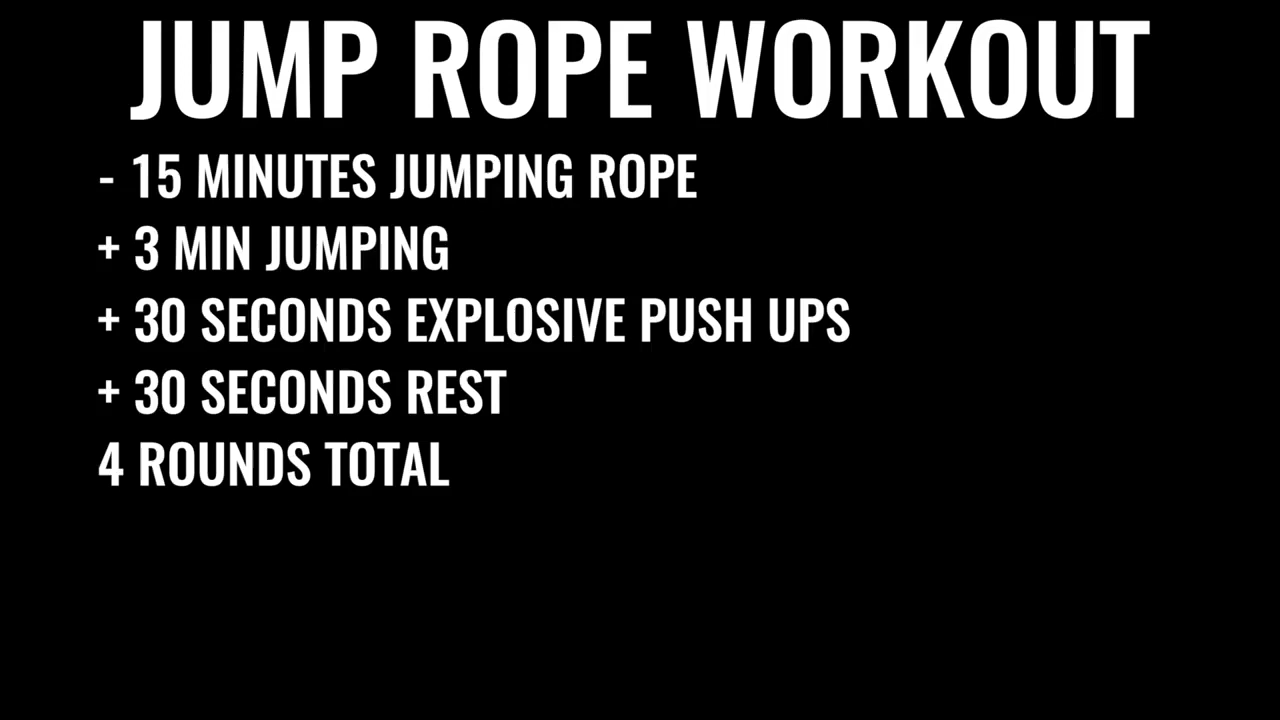 JUMP ROPE WORKOUT
- 15 MINUTES JUMPING ROPE
+ 3 MIN JUMPING
+ 30 SECONDS EXPLOSIVE PUSH UPS
+ 30 SECONDS REST
4 ROUNDS TOTAL